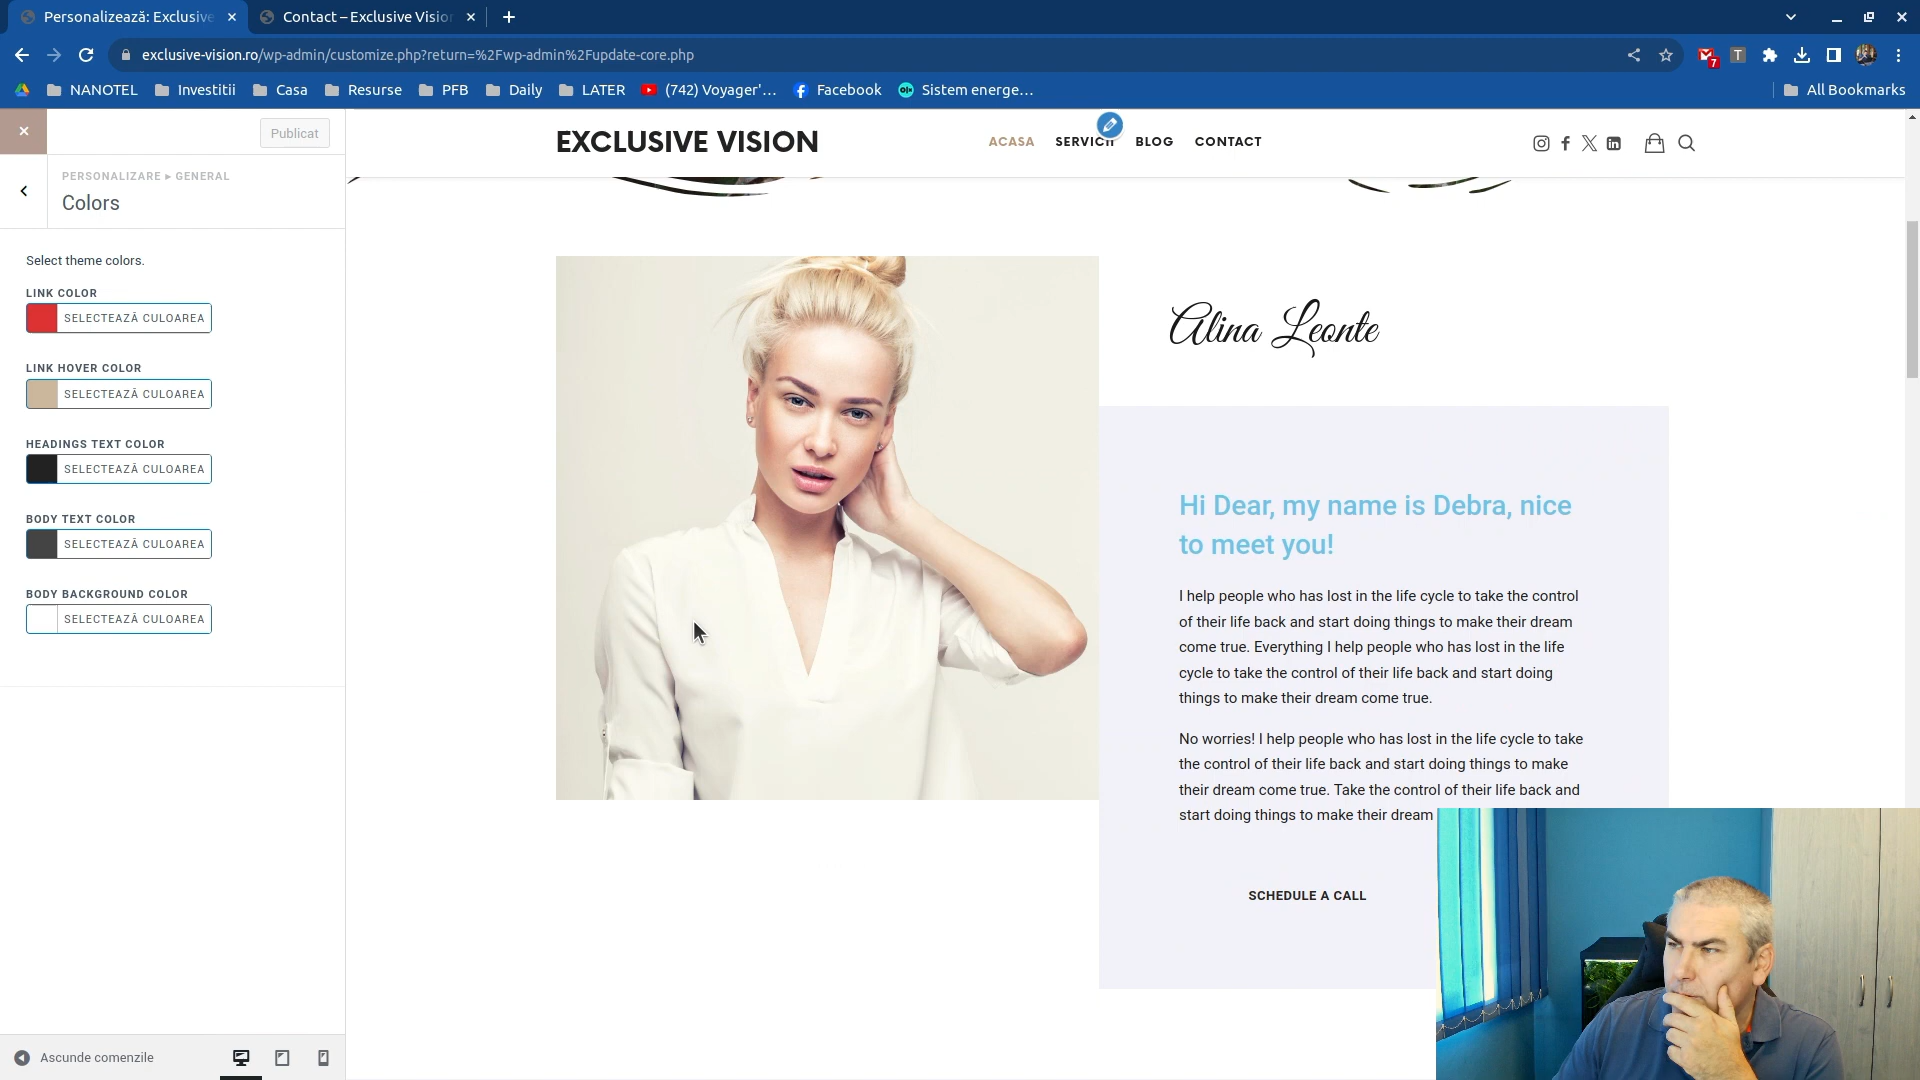 Personalizează: Exclusive
Contact – Exclusive Vision
exclusive-vision.ro/wp-admin/customize.php?return=%2Fwp-admin%2Fupdate-core.php
7
T
NANOTEL
Investitii
Casa
Resurse
PFB
Daily
LATER
(742) Voyager'...
Facebook
Sistem energe...
All Bookmarks
Publicat
PERSONALIZARE ▸ GENERAL
Colors
Select theme colors.
LINK COLOR
SELECTEAZĂ CULOAREA
LINK HOVER COLOR
SELECTEAZĂ CULOAREA
HEADINGS TEXT COLOR
SELECTEAZĂ CULOAREA
BODY TEXT COLOR
SELECTEAZĂ CULOAREA
BODY BACKGROUND COLOR
SELECTEAZĂ CULOAREA
Ascunde comenzile
EXCLUSIVE VISION
ACASA
SERVICII
BLOG
CONTACT
Alina Leonte
Hi Dear, my name is Debra, nice
to meet you!
I help people who has lost in the life cycle to take the control
of their life back and start doing things to make their dream
come true. Everything I help people who has lost in the life
cycle to take the control of their life back and start doing
things to make their dream come true.
No worries! I help people who has lost in the life cycle to take
the control of their life back and start doing things to make
their dream come true. Take the control of their life back and
start doing things to make their dream
SCHEDULE A CALL